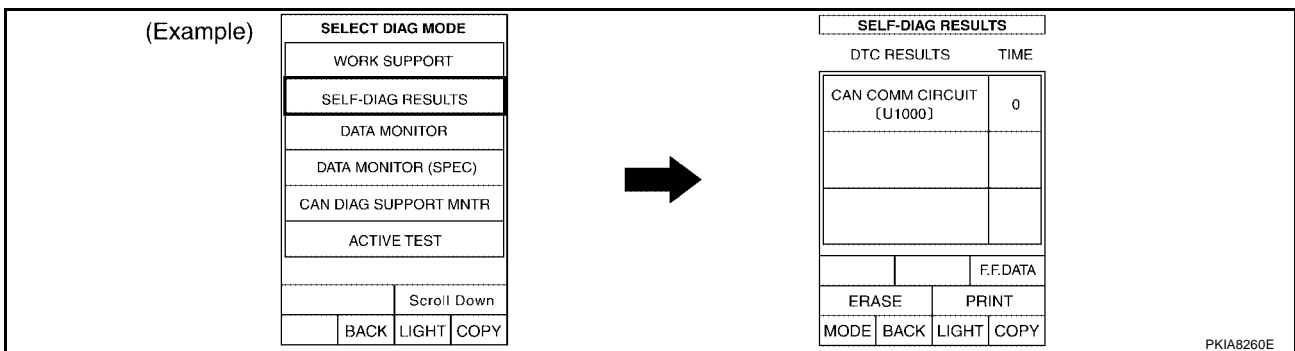 (Example)
SELECT DIAG MODE
WORK SUPPORT
SELF-DIAG RESULTS
DATA MONITOR
DATA MONITOR (SPEC)
CAN DIAG SUPPORT MNTR
ACTIVE TEST
Scroll Down
BACK LIGHT COPY
SELF-DIAG RESULTS
DTC RESULTS TIME
CAN COMM CIRCUIT 0
[U1000]
F.F.DATA
ERASE PRINT
MODE BACK LIGHT COPY
PKIA8260E